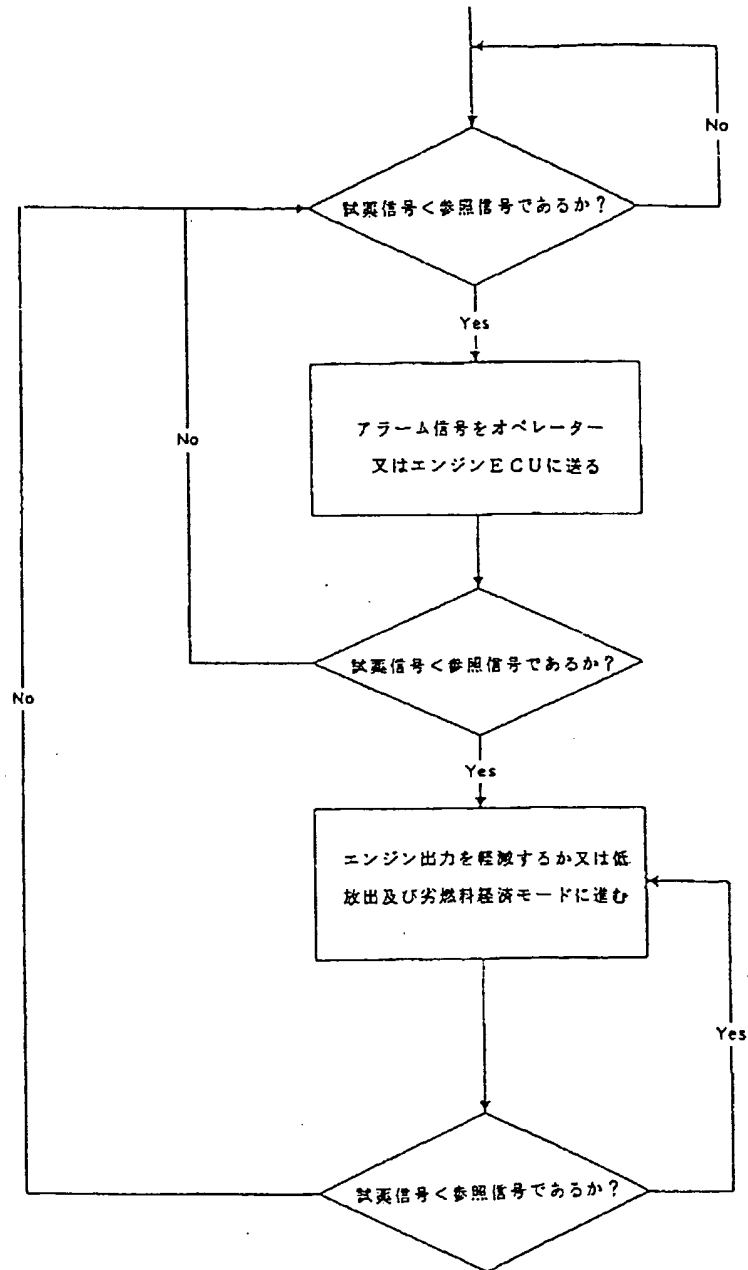 No
試薬信号<参照信号であるか?
Yes
アラーム信号をオペレーター
又はエンジンECUに送る
No
試薬信号<参照信号であるか?
No
Yes
エンジン出力を軽減するか又は低
放出及び劣燃料経済モードに進む
Yes
試薬信号<参照信号であるか?